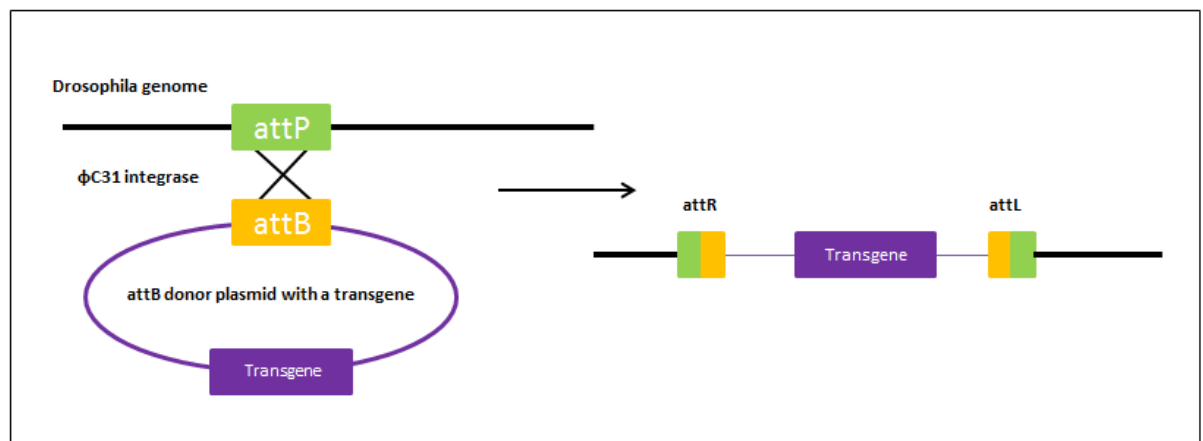 Drosophila genome
attP
ϕC31 integrase
attB
attB donor plasmid with a transgene
Transgene
attR
attL
Transgene